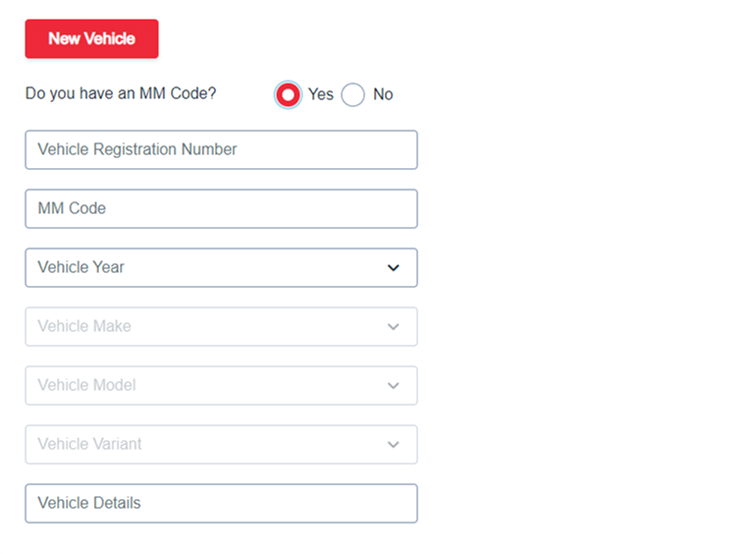 New Vehicle
Do you have an MM Code? Yes No
Vehicle Registration Number
MM Code
Vehicle Year
Vehicle Make
Vehicle Model
Vehicle Variant
Vehicle Details